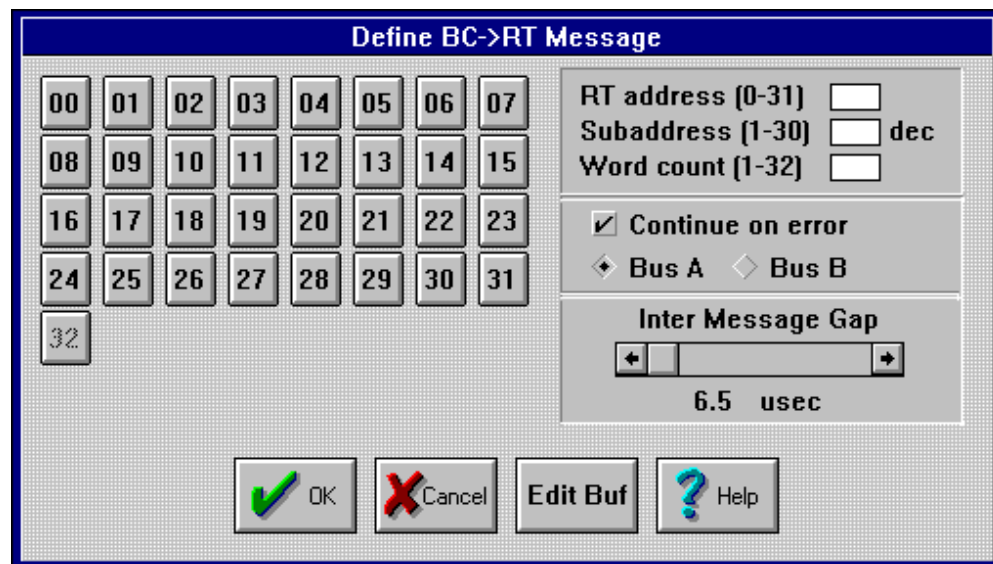 Define BC->RT Message
00 01 02 03 04 05 06 07
08 09 10 11 12 13 14 15
16 17 18 19 20 21 22 23
24 25 26 27 28 29 30 31
32
RT address (0-31)
Subaddress (1-30) dec
Word count (1-32)
Continue on error
Bus A Bus B
Inter Message Gap
6.5 usec
OK Cancel Edit Buf Help